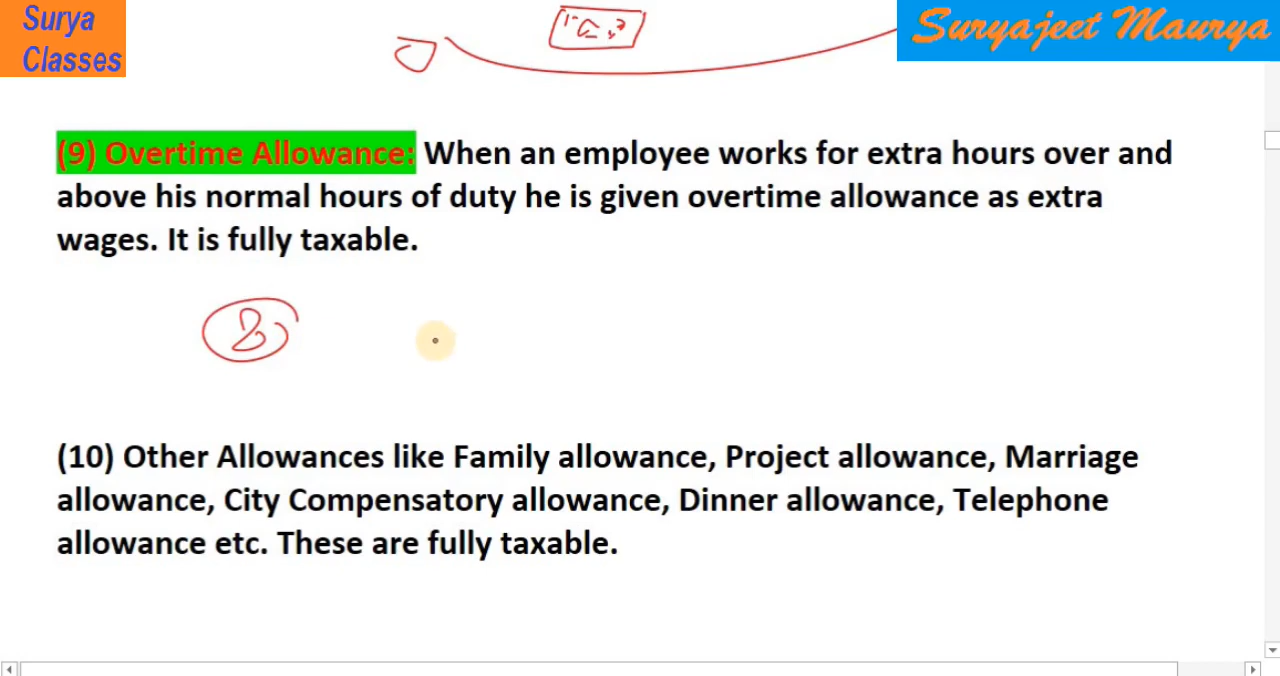 Surya
Classes
Suryajeet Maurya
(9) Overtime Allowance: When an employee works for extra hours over and
above his normal hours of duty he is given overtime allowance as extra
wages. It is fully taxable.
(10) Other Allowances like Family allowance, Project allowance, Marriage
allowance, City Compensatory allowance, Dinner allowance, Telephone
allowance etc. These are fully taxable.